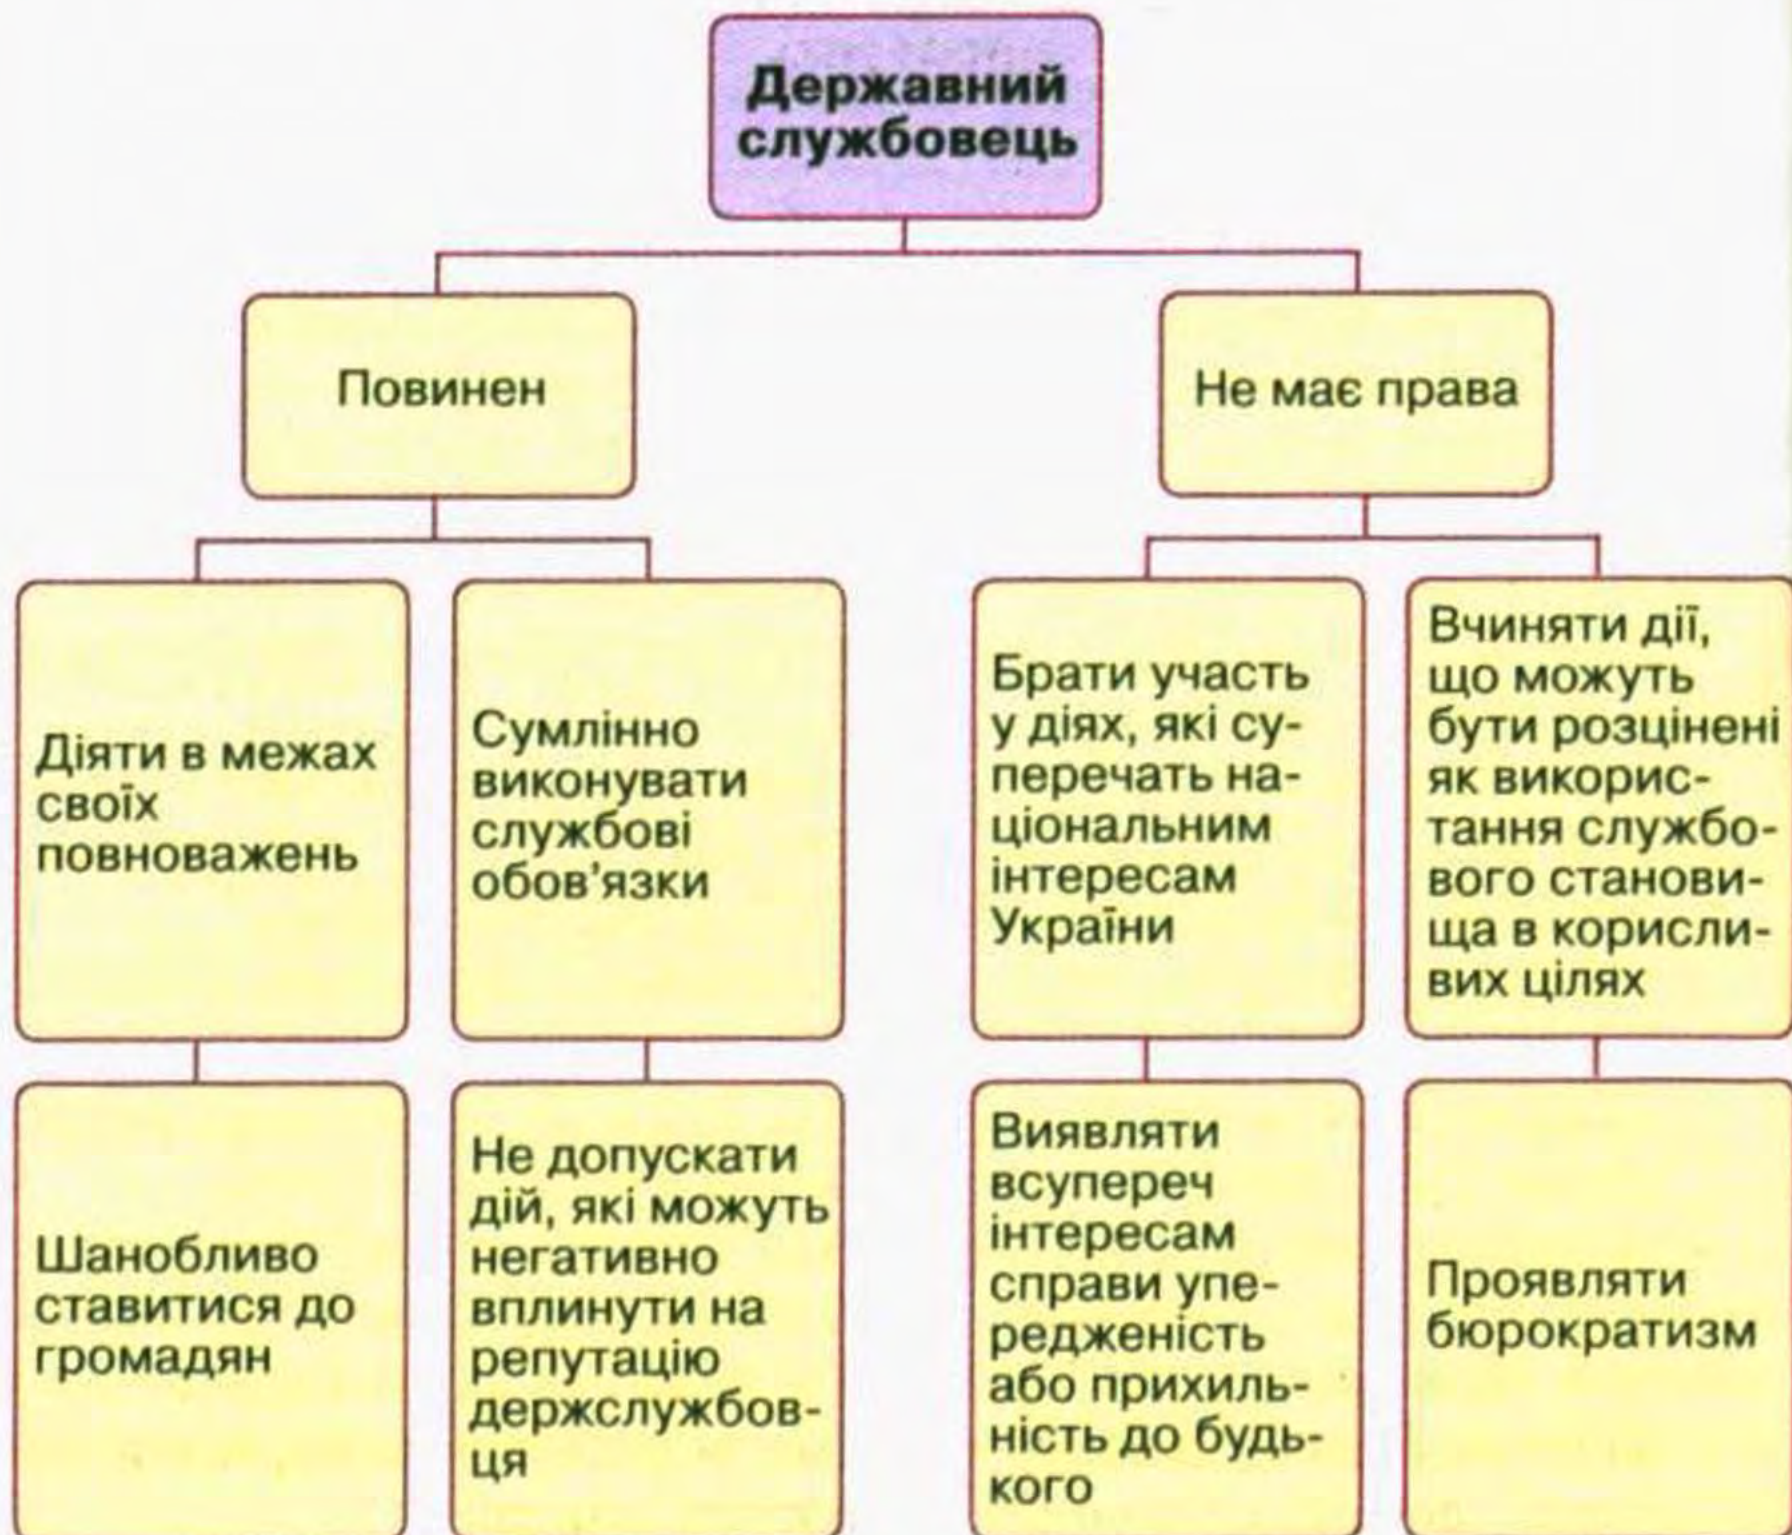 Державний
службовець
Повинен
Не має права
Діяти в межах
своїх
повноважень
Сумлінно
виконувати
службові
обов’язки
Брати участь
у діях, які су-
перечать на-
ціональним
інтересам
України
Вчиняти дії,
що можуть
бути розцінені
як викорис-
тання службо-
вого станови-
ща в корисли-
вих цілях
Шанобливо
ставитися до
громадян
Не допускати
дій, які можуть
негативно
вплинути на
репутацію
держслужбов-
ця
Виявляти
всупереч
інтересам
справи упе-
редженість
або прихиль-
ність до будь-
кого
Проявляти
бюрократизм